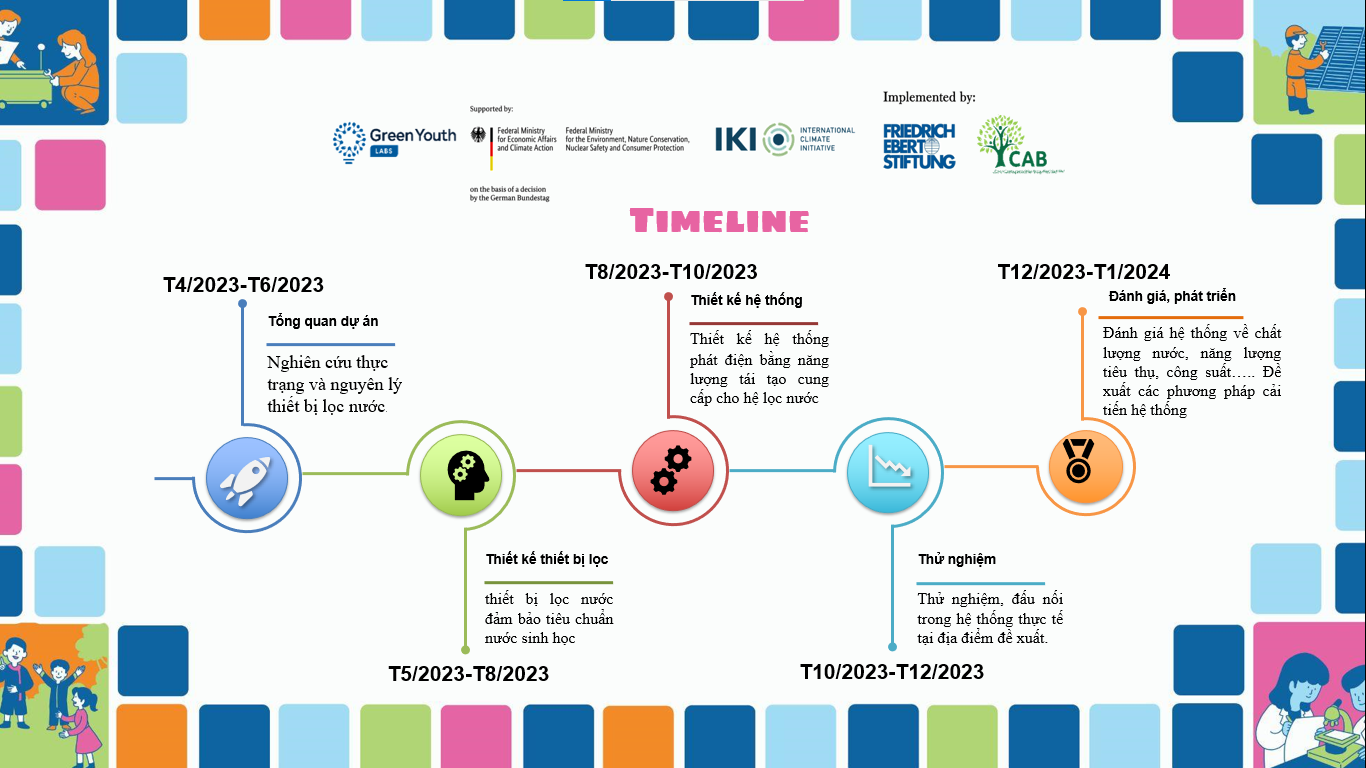 Implemented by:
Supported by:
Green Youth
LABS
Federal Ministry
for Economic Affairs
and Climate Action
Federal Ministry
for the Environment, Nature Conservation,
Nuclear Safety and Consumer Protection
on the basis of a decision
by the German Bundestag
IKI
INTERNATIONAL
CLIMATE
INITIATIVE
FRIEDRICH
EBERT
STIFTUNG
CAB
TIMELINE
T4/2023-T6/2023
Tổng quan dự án
Nghiên cứu thực
trạng và nguyên lý
thiết bị lọc nước.
Thiết kế thiết bị lọc
thiết bị lọc nước
đảm bảo tiêu chuẩn
nước sinh học
T5/2023-T8/2023
T8/2023-T10/2023
Thiết kế hệ thống
Thiết kế hệ thống
phát điện bằng năng
lượng tái tạo cung
cấp cho hệ lọc nước
Thử nghiệm
Thử nghiệm, đấu nối
trong hệ thống thực tế
tại địa điểm đề xuất.
T10/2023-T12/2023
T12/2023-T1/2024
Đánh giá, phát triển
Đánh giá hệ thống về chất
lượng nước, năng lượng
tiêu thụ, công suất….. Đề
xuất các phương pháp cải
tiến hệ thống